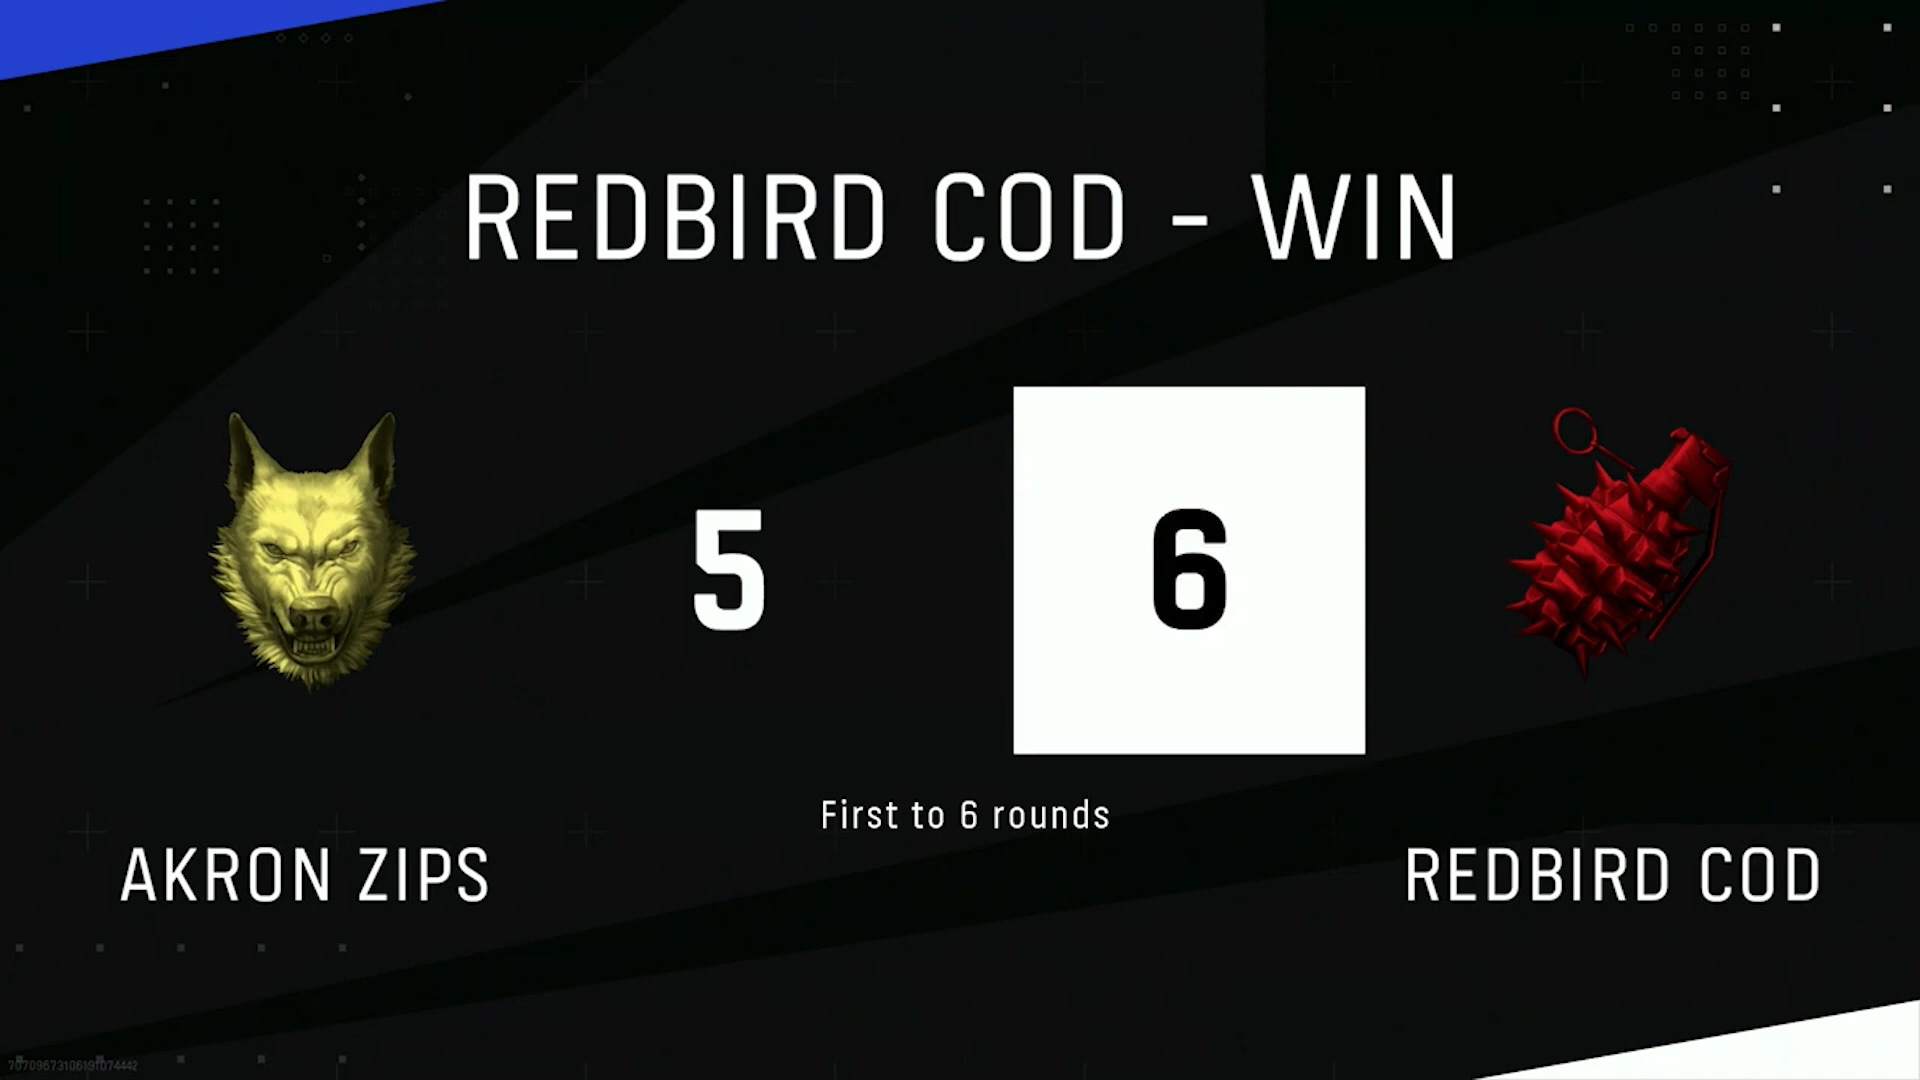 REDBIRD COD - WIN
5
6
First to 6 rounds
AKRON ZIPS
REDBIRD COD